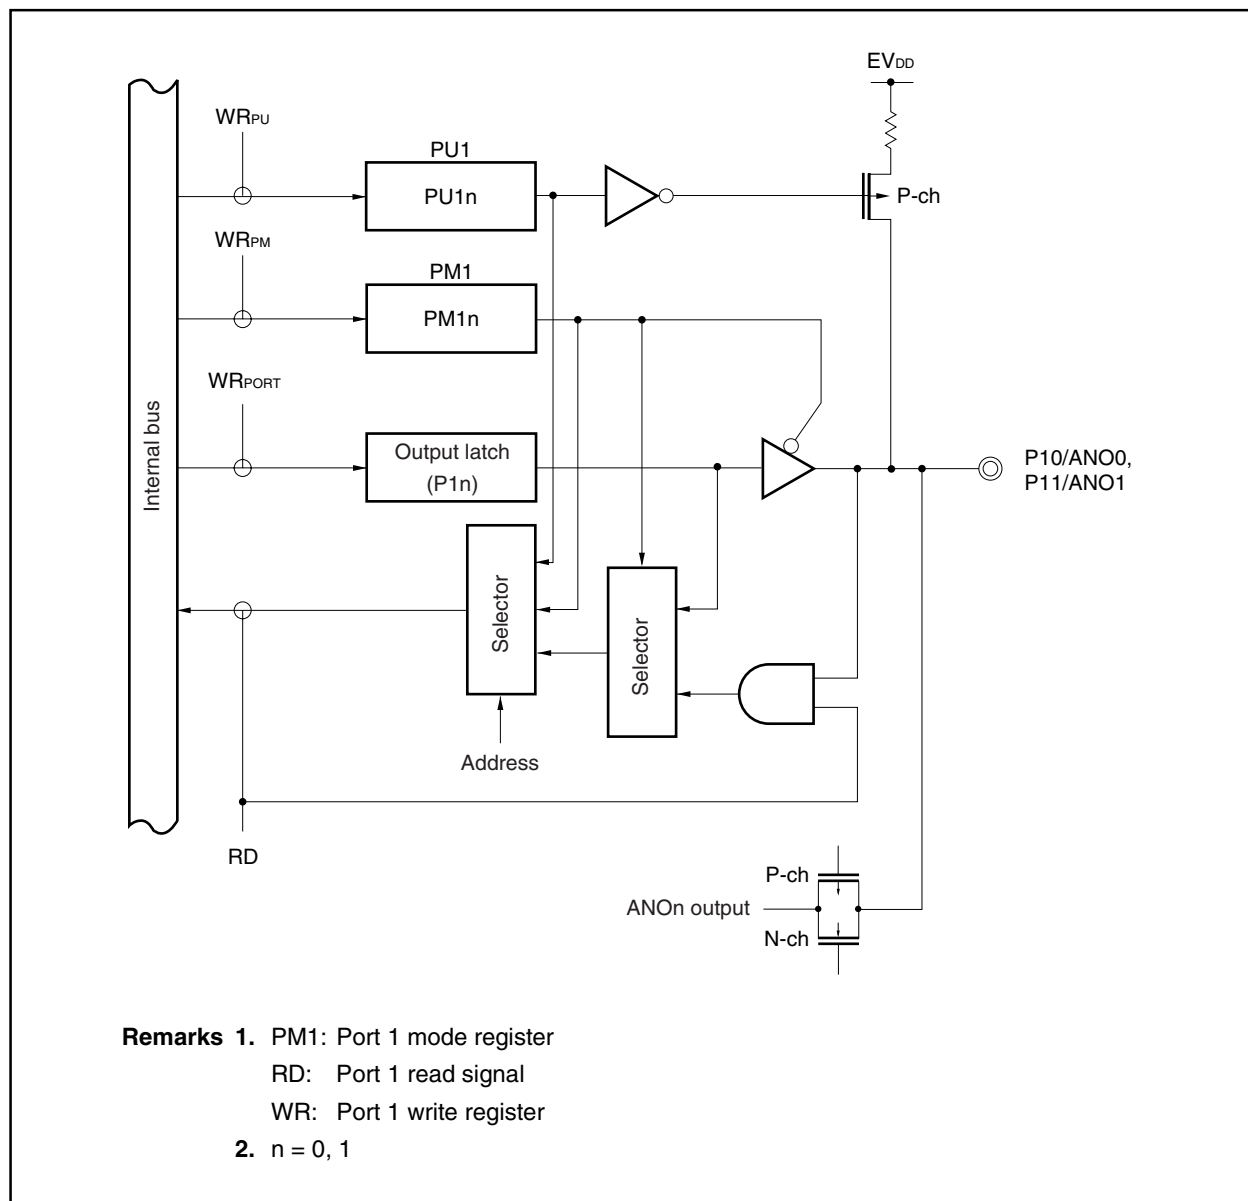 EVDD
WRPU
PU1
PU1n
P-ch
WRPM
PM1
PM1n
WRPORT
Output latch
(P1n)
P10/ANO0,
P11/ANO1
Internal bus
Selector
Selector
Address
RD
P-ch
ANOn output
N-ch
Remarks 1. PM1: Port 1 mode register
RD: Port 1 read signal
WR: Port 1 write register
2. n = 0, 1